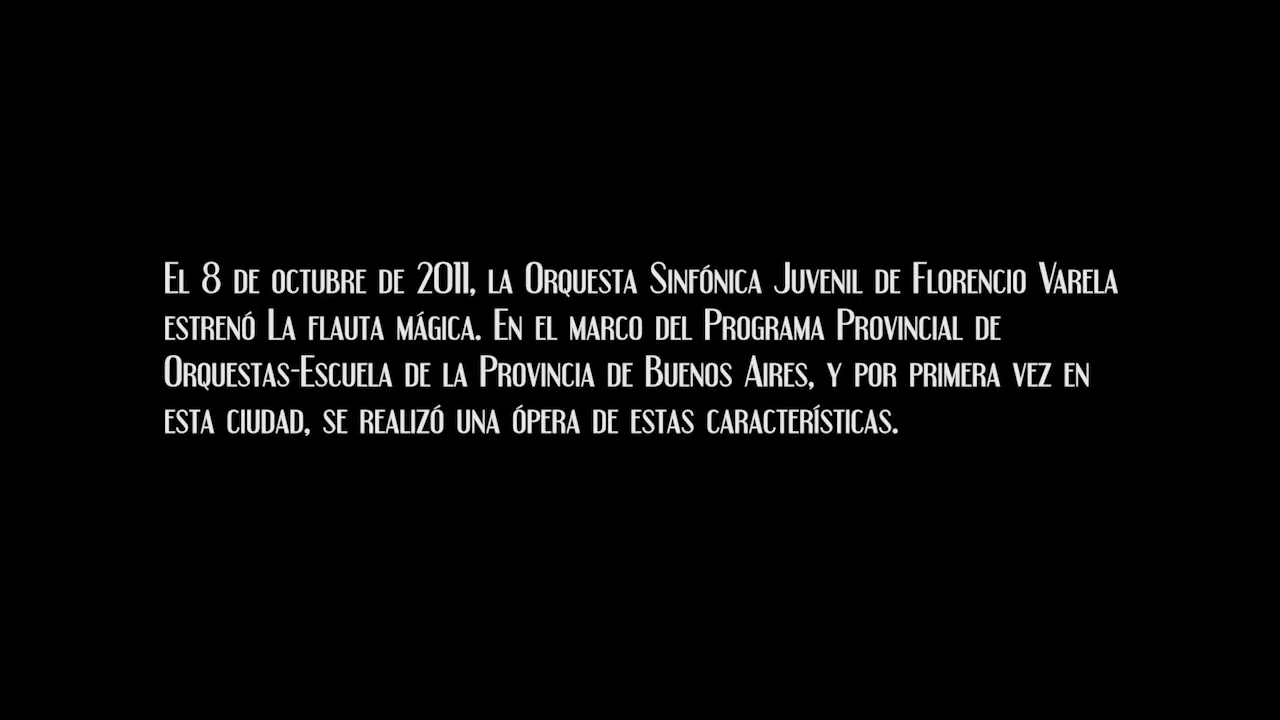 El 8 de octubre de 2011, la Orquesta Sinfónica Juvenil de Florencio Varela
estrenó La flauta mágica. En el marco del Programa Provincial de
Orquestas-Escuela de la Provincia de Buenos Aires, y por primera vez en
esta ciudad, se realizó una ópera de estas características.